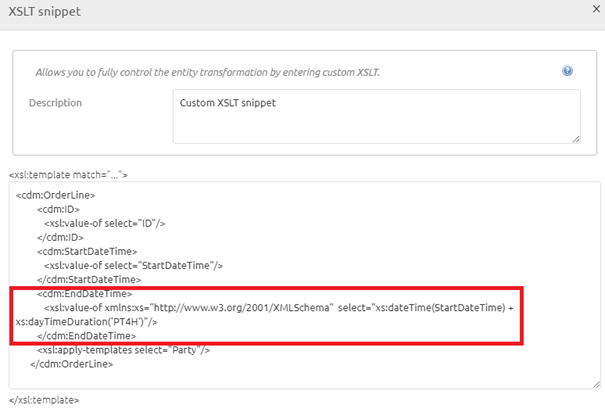 XSLT snippet
×
Allows you to fully control the entity transformation by entering custom XSLT.
?
Description
Custom XSLT snippet
<xsl:template match="...">
<cdm:OrderLine>
<cdm:ID>
<xsl:value-of select="ID"/>
</cdm:ID>
<cdm:StartDateTime>
<xsl:value-of select="StartDateTime"/>
</cdm:StartDateTime>
<cdm:EndDateTime>
<xsl:value-of xmlns:xs="http://www.w3.org/2001/XMLSchema" select="xs:dateTime(StartDateTime) +
xs:dayTimeDuration('PT4H')"/>
</cdm:EndDateTime>
<xsl:apply-templates select="Party"/>
</cdm:OrderLine>
</xsl:template>